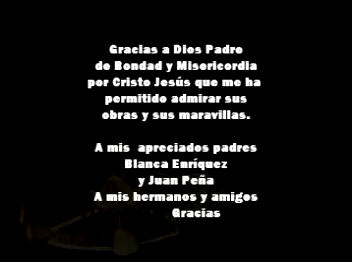 Gracias a Dios Padre
de Bondad y Misericordia
por Cristo Jesús que me ha
permitido admirar sus
obras y sus maravillas.
A mis apreciados padres
Blanca Enríquez
y Juan Peña
A mis hermanos y amigos
Gracias